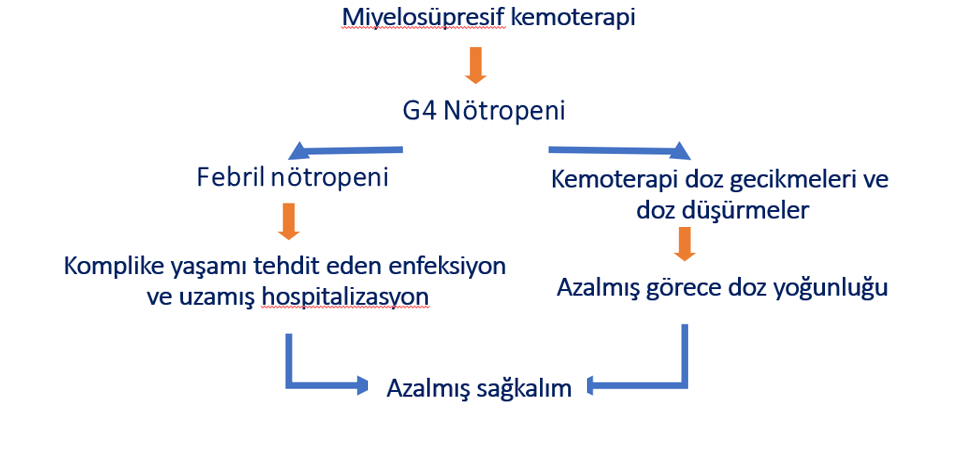 Miyelosüpresif kemoterapi
G4 Nötropeni
Febril nötropeni
Komplike yaşamı tehdit eden enfeksiyon
ve uzamış hospitalizasyon
Kemoterapi doz gecikmeleri ve
doz düşürmeler
Azalmış görece doz yoğunluğu
Azalmış sağkalım